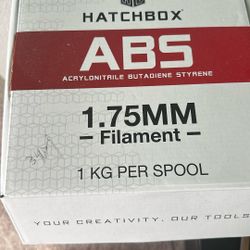 HATCHBOX®
ABS
ACRYLONITRILE BUTADIENE STYRENE
1.75MM
Filament
1 KG PER SPOOL
YOUR CREATIVITY. OUR TOOLS